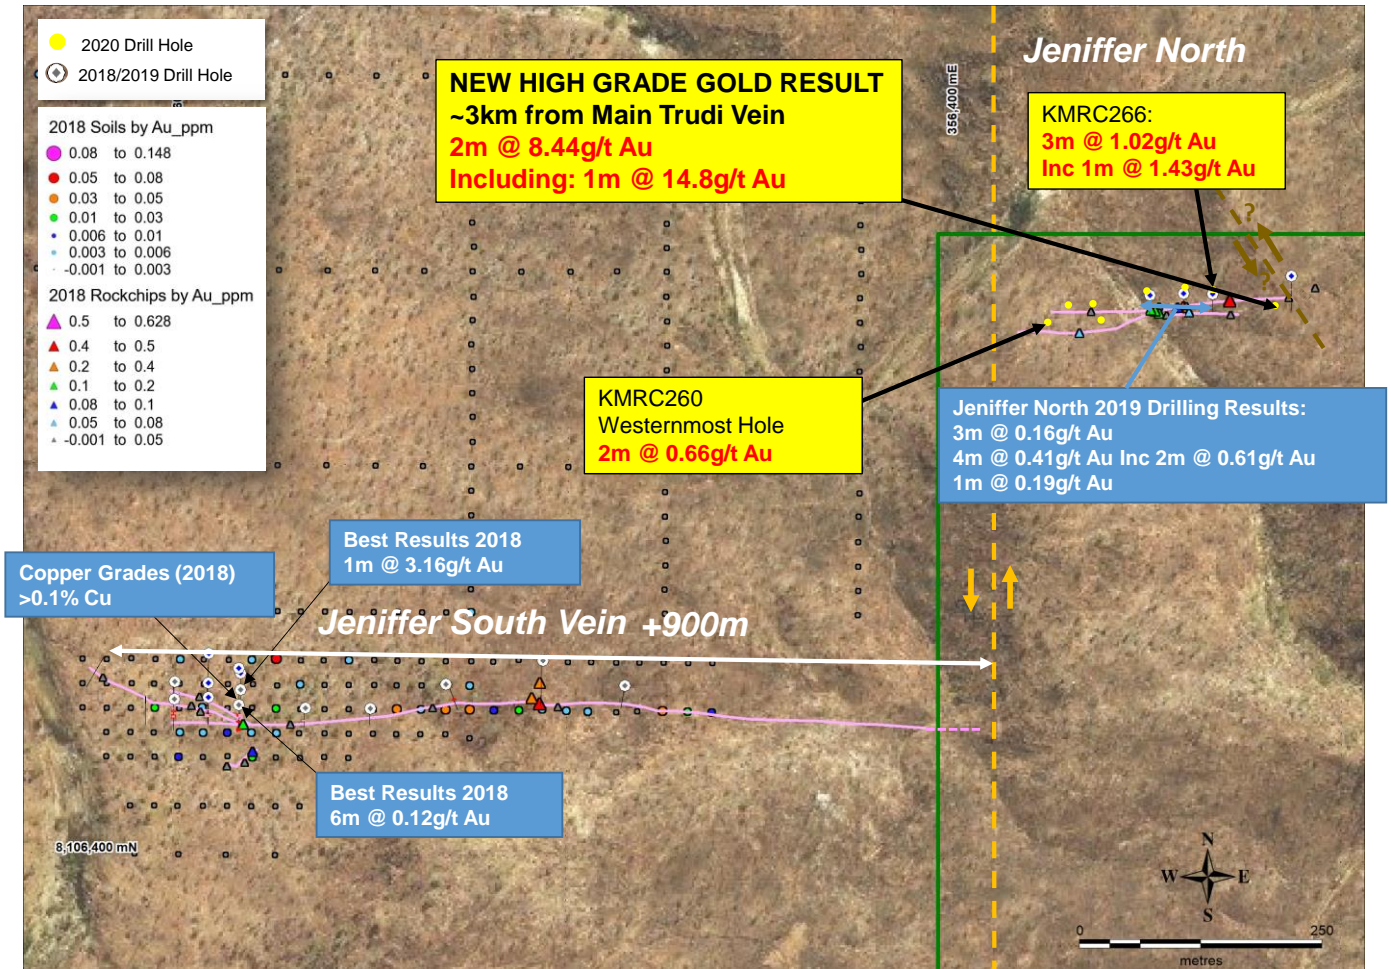 2020 Drill Hole
2018/2019 Drill Hole
2018 Soils by Au_ppm
0.08 to 0.148
0.05 to 0.08
0.03 to 0.05
0.01 to 0.03
0.006 to 0.01
0.003 to 0.006
-0.001 to 0.003
2018 Rockchips by Au_ppm
0.5 to 0.628
0.4 to 0.5
0.2 to 0.4
0.1 to 0.2
0.08 to 0.1
0.05 to 0.08
-0.001 to 0.05
NEW HIGH GRADE GOLD RESULT
~3km from Main Trudi Vein
2m @ 8.44g/t Au
Including: 1m @ 14.8g/t Au
356,400 mE
Jeniffer North
KMRC266:
3m @ 1.02g/t Au
Inc 1m @ 1.43g/t Au
?
?
KMRC260
Westernmost Hole
2m @ 0.66g/t Au
Jeniffer North 2019 Drilling Results:
3m @ 0.16g/t Au
4m @ 0.41g/t Au Inc 2m @ 0.61g/t Au
1m @ 0.19g/t Au
Best Results 2018
1m @ 3.16g/t Au
Copper Grades (2018)
>0.1% Cu
Jeniffer South Vein +900m
Best Results 2018
6m @ 0.12g/t Au
8,106,400 mN
N
W E
S
0 250
metres